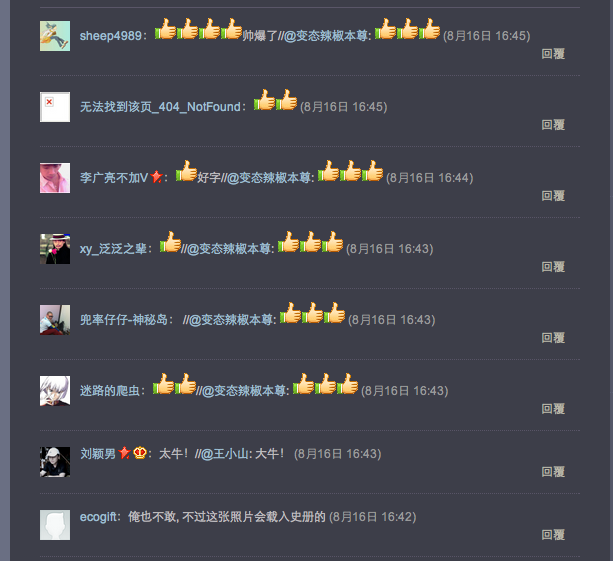 sheep4989：帅爆了//@变态辣椒本尊: (8月16日 16:45)
回覆
无法找到该页_404_NotFound： (8月16日 16:45)
回覆
李广亮不加V：好字//@变态辣椒本尊: (8月16日 16:44)
回覆
xy_泛泛之辈：//@变态辣椒本尊: (8月16日 16:43)
回覆
兜率仔仔-神秘岛： //@变态辣椒本尊: (8月16日 16:43)
回覆
迷路的爬虫：//@变态辣椒本尊: (8月16日 16:43)
回覆
刘颖男：太牛！//@王小山: 大牛！ (8月16日 16:43)
回覆
ecogift：俺也不敢, 不过这张照片会载入史册的 (8月16日 16:42)
回覆